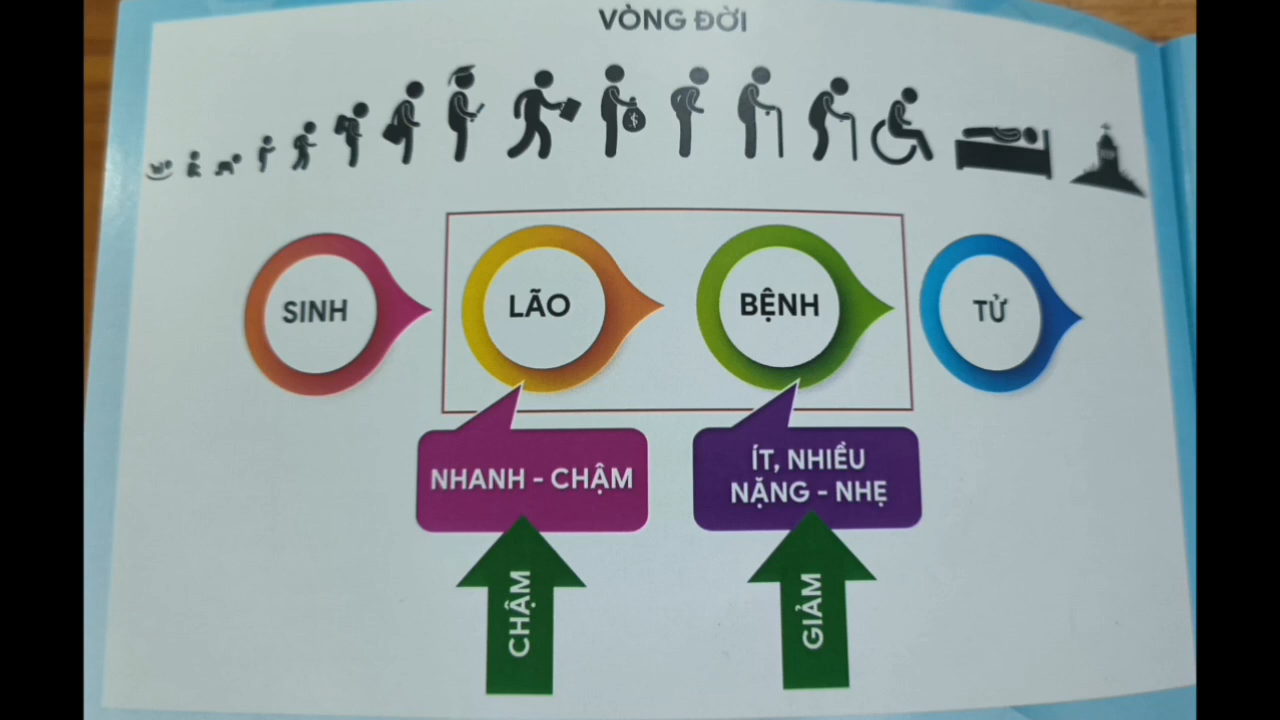 VÒNG ĐỜI
SINH
LÃO
BỆNH
TỬ
NHANH - CHẬM
ÍT, NHIỀU
NẶNG - NHẸ
CHẬM
GIẢM